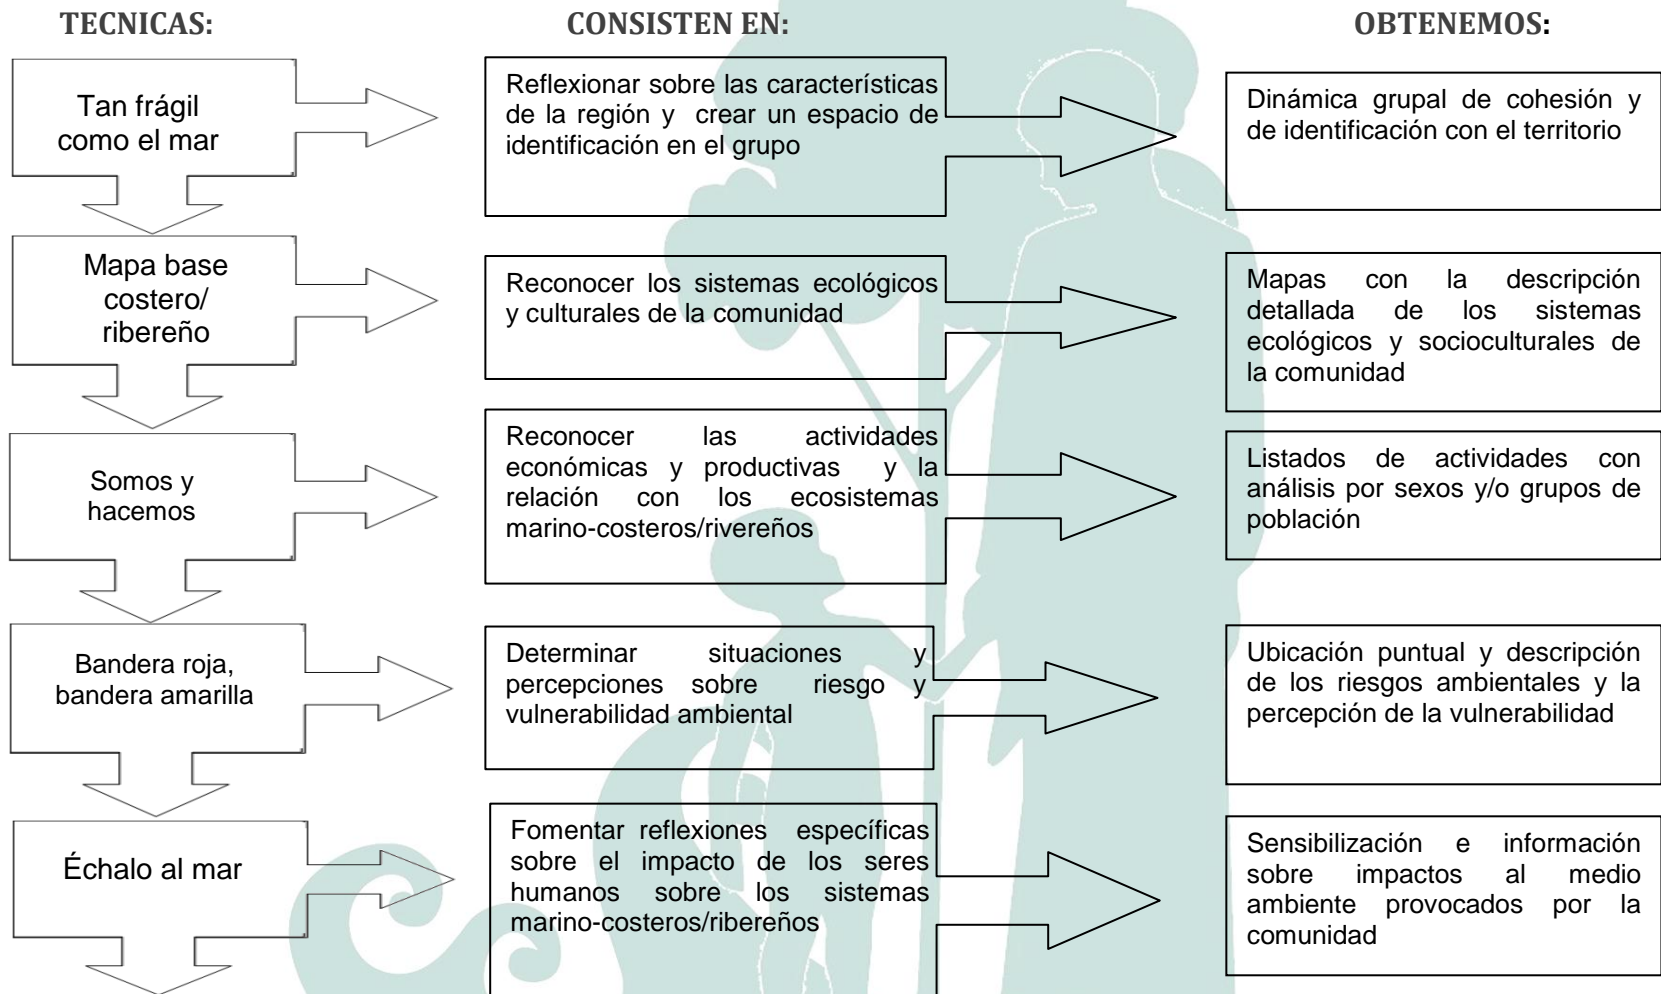 TECNICAS:
CONSISTEN EN:
OBTENEMOS:
Tan frágil
como el mar
Reflexionar sobre las características
de la región y crear un espacio de
identificación en el grupo
Dinámica grupal de cohesión y
de identificación con el territorio
Mapa base
costero/
ribereño
Reconocer los sistemas ecológicos
y culturales de la comunidad
Mapas con la descripción
detallada de los sistemas
ecológicos y socioculturales de
la comunidad
Somos y
hacemos
Reconocer las actividades
económicas y productivas y la
relación con los ecosistemas
marino-costeros/rivereños
Listados de actividades con
análisis por sexos y/o grupos de
población
Bandera roja,
bandera amarilla
Determinar situaciones y
percepciones sobre riesgo y
vulnerabilidad ambiental
Ubicación puntual y descripción
de los riesgos ambientales y la
percepción de la vulnerabilidad
Échalo al mar
Fomentar reflexiones específicas
sobre el impacto de los seres
humanos sobre los sistemas
marino-costeros/ribereños
Sensibilización e información
sobre impactos al medio
ambiente provocados por la
comunidad